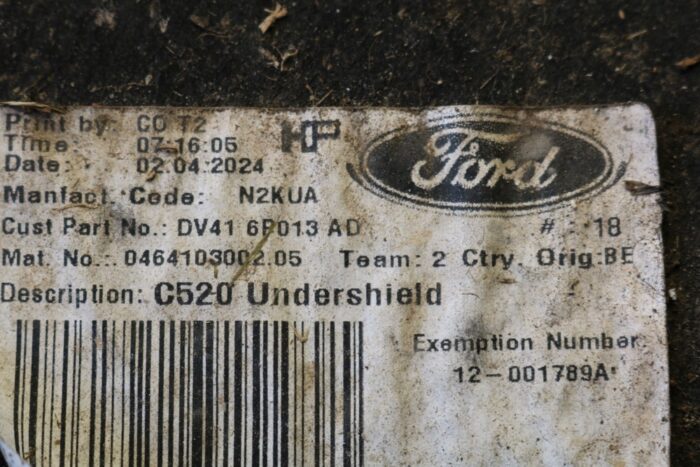 Print by: CO T2
Time: 07:16:05
HP
Ford
Date: 02.04.2024
Manfact. Code: N2KUA
Cust Part No.: DV41 6P013 AD # : 18
Mat. No.: 0464103002.05 Team: 2 Ctry. Orig:BE
Description: C520 Undershield
Exemption Number:
12-001789A